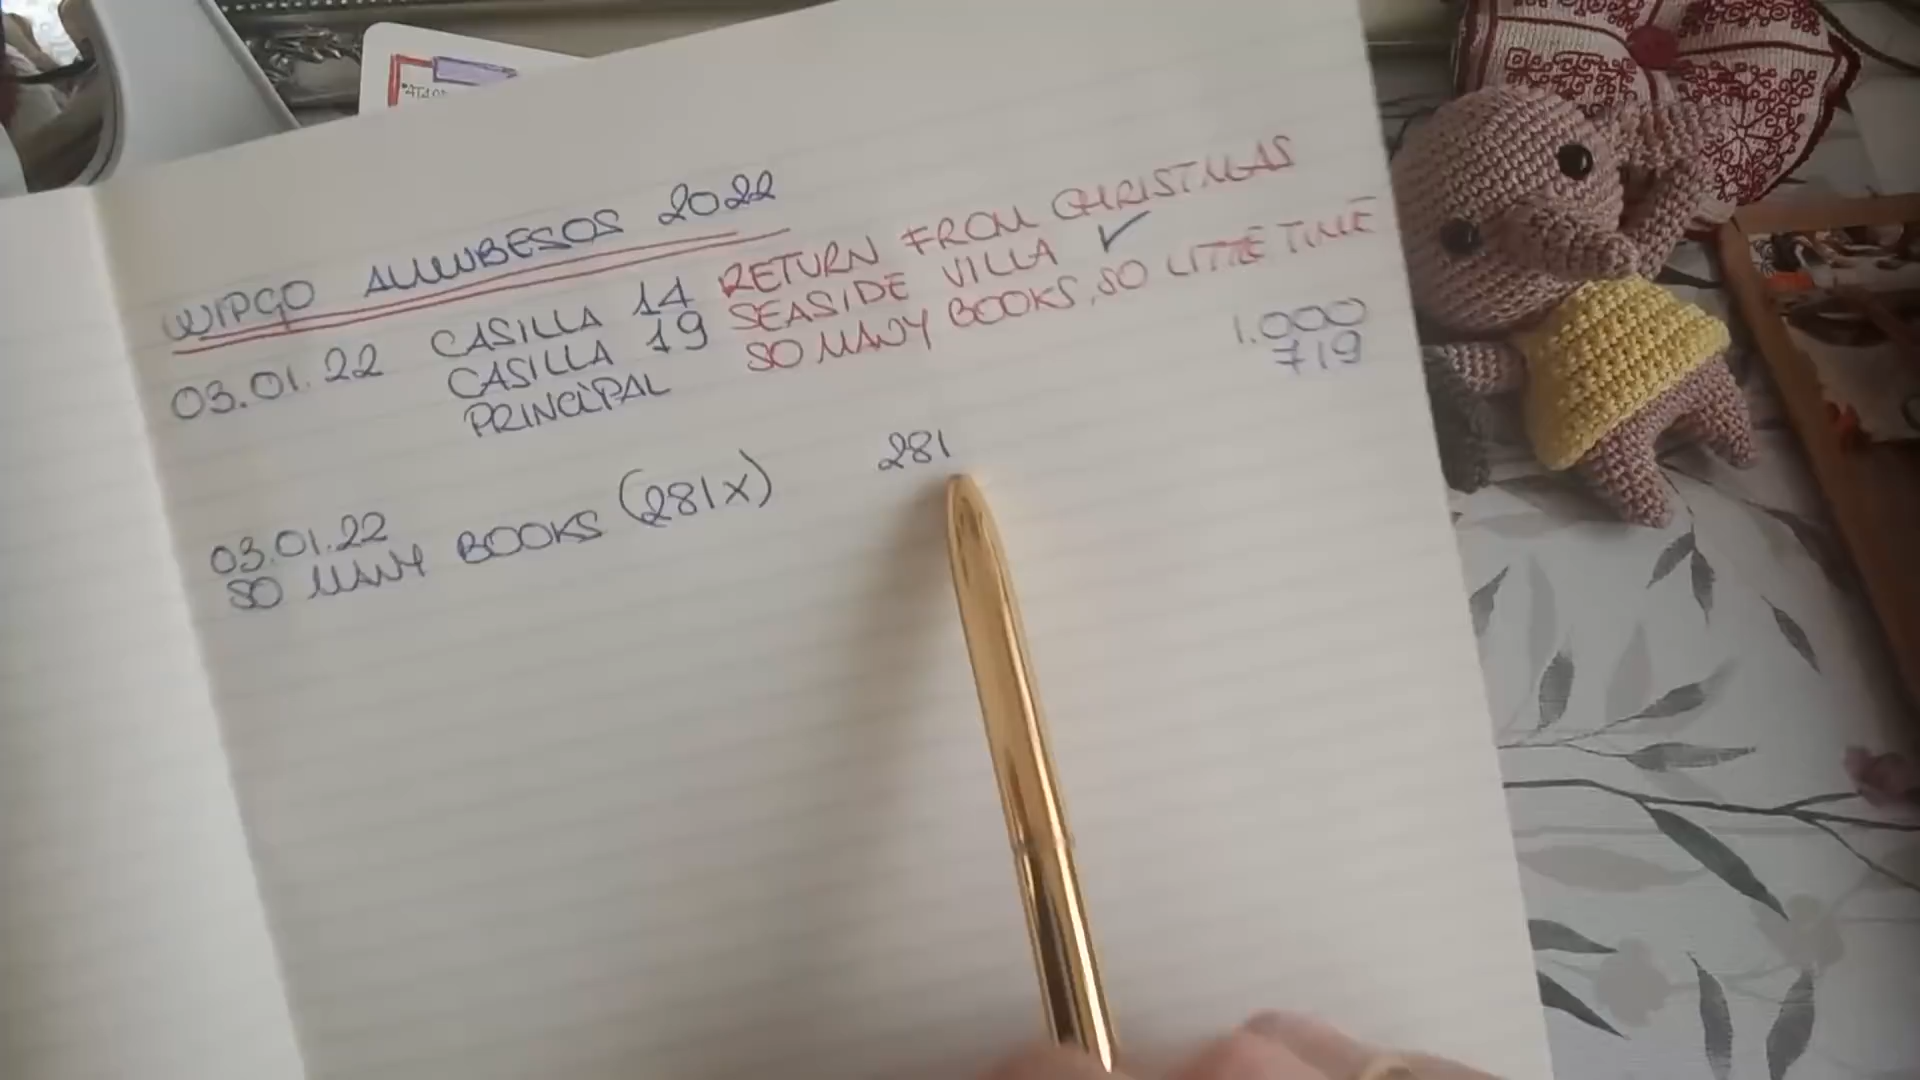 WIPGO ALUUBESOS 2022
03.01.22 CASILLA 14 RETURN FROM CHRISTMAS
CASILLA 19 SEASIDE VILLA ✓
PRINCIPAL SO MANY BOOKS, SO LITTLE TIME
1.000
719
03.01.22
SO MANY BOOKS (281X) 281